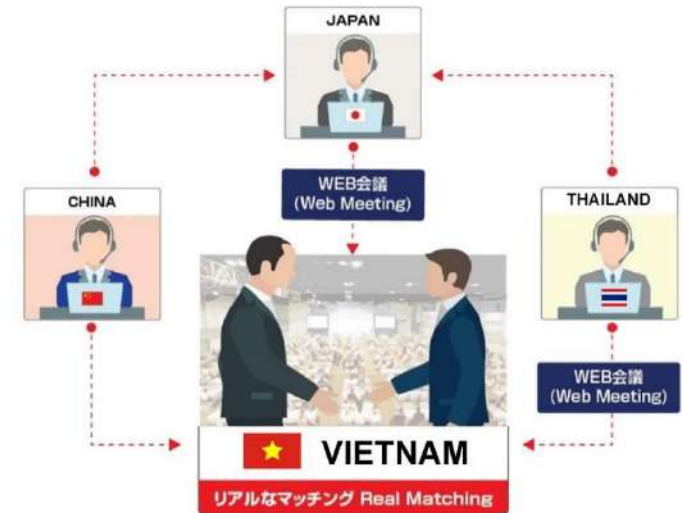 JAPAN
WEB会議
(Web Meeting)
CHINA
THAILAND
WEB会議
(Web Meeting)
VIETNAM
リアルなマッチング Real Matching